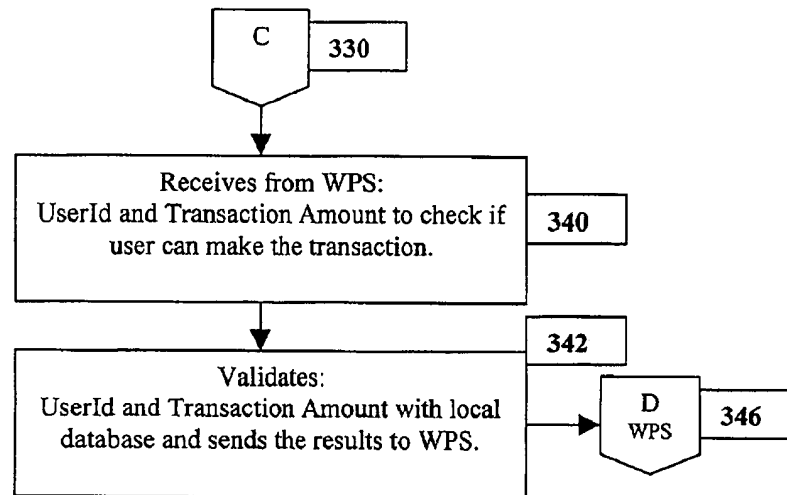 C
330
Receives from WPS:
UserId and Transaction Amount to check if
user can make the transaction.
340
342
Validates:
UserId and Transaction Amount with local
database and sends the results to WPS.
D
WPS
346